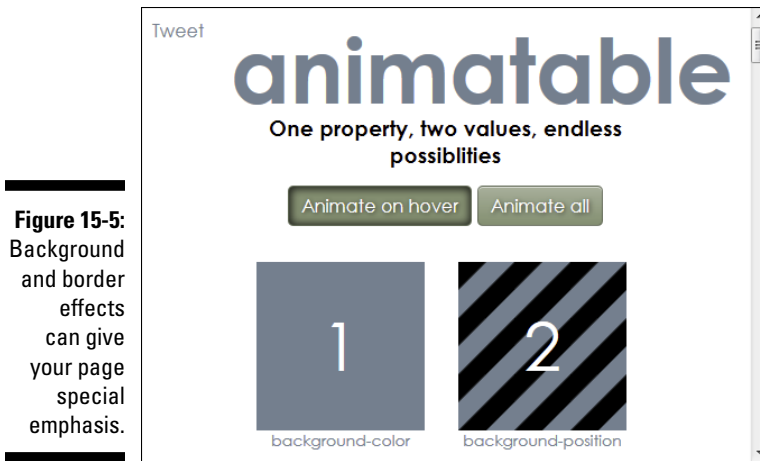 Tweet
animatable
One property, two values, endless
possiblities
Animate on hover
Animate all
1
2
background-color
background-position
Figure 15-5:
Background
and border
effects
can give
your page
special
emphasis.